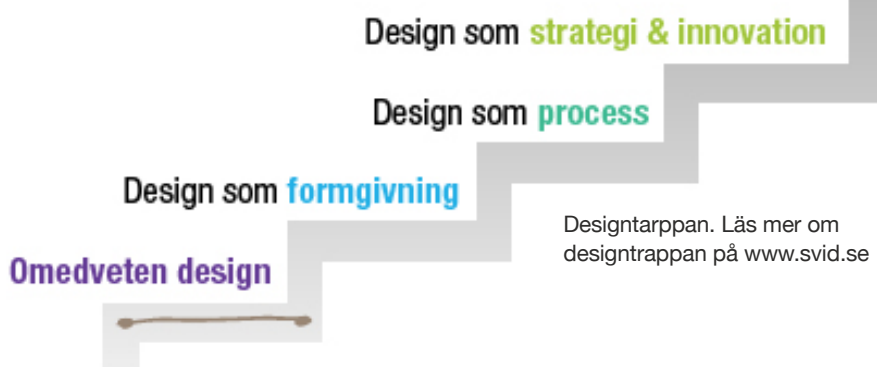 Design som strategi & innovation
Design som process
Design som formgivning
Omedveten design
Designtarppan. Läs mer om
designtrappan på www.svid.se